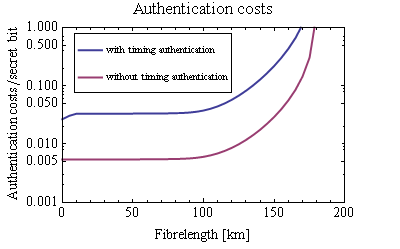 Authentication costs
Authentication costs/secret bit
1.000
0.500
0.100
0.050
0.010
0.005
0.001
with timing authentication
without timing authentication
0 50 100 150 200
Fibrelength [km]